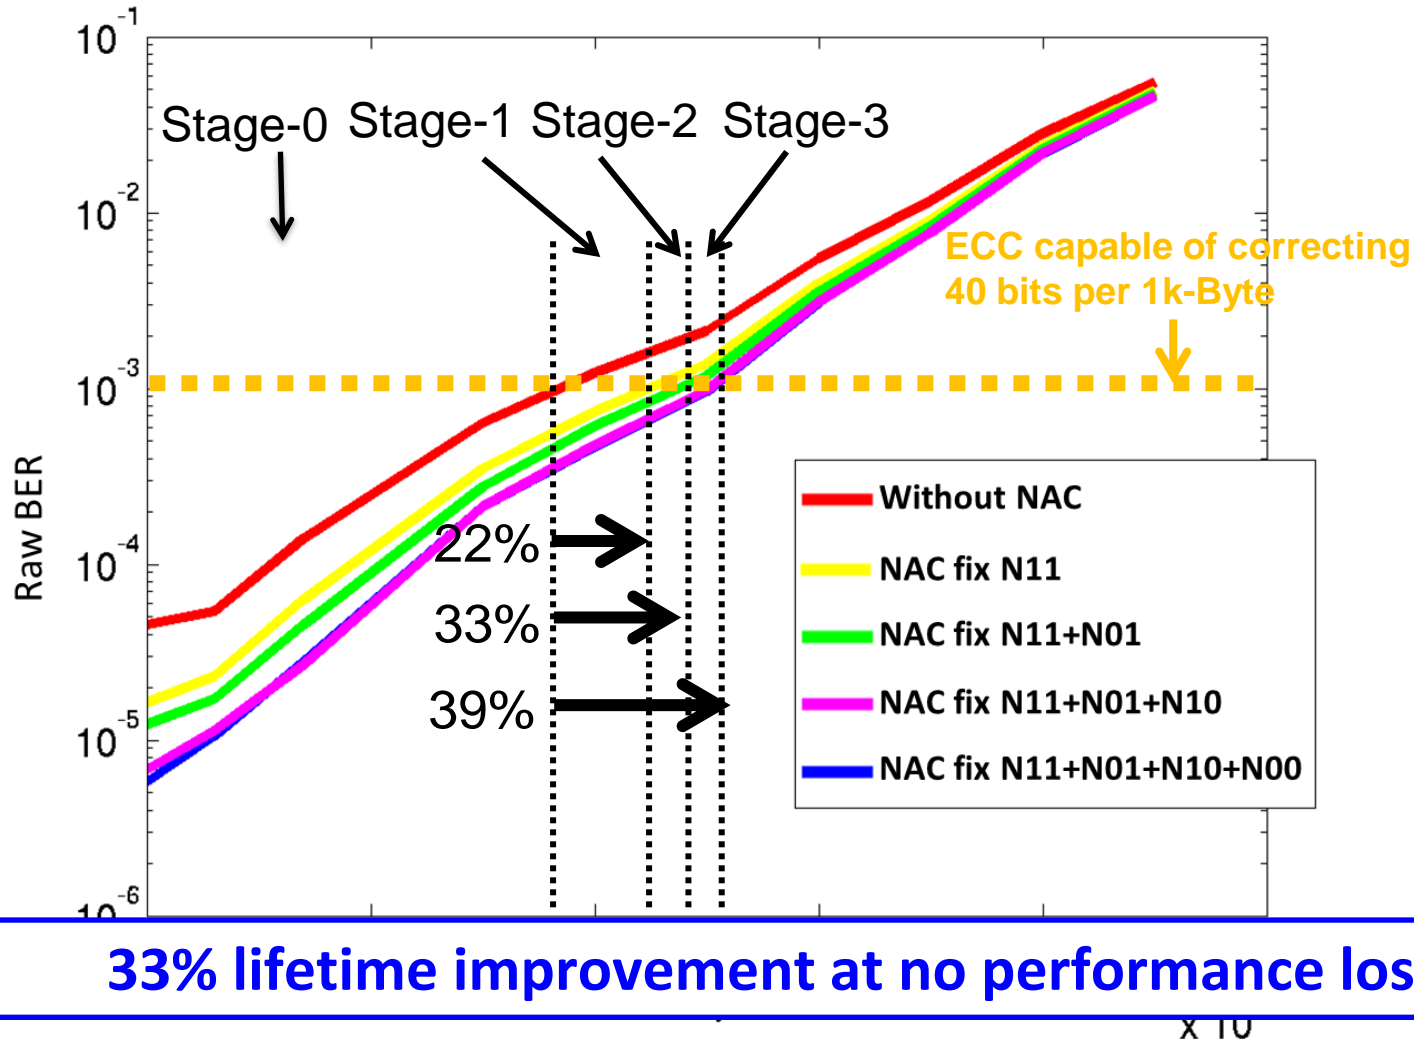 10-1
Stage-0 Stage-1 Stage-2 Stage-3
10-2
ECC capable of correcting
40 bits per 1k-Byte
10-3
Raw BER
Without NAC
22%
10-4
NAC fix N11
33%
NAC fix N11+N01
39%
NAC fix N11+N01+N10
10-5
NAC fix N11+N01+N10+N00
10-6
33% lifetime improvement at no performance los
x 10